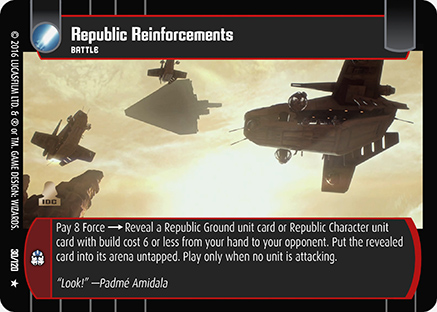 Republic Reinforcements
BATTLE
© 2016 LUCASFILM LTD. & ® or TM. GAME DESIGN: WIZARDS.
IDC
30/120
Pay 8 Force → Reveal a Republic Ground unit card or Republic Character unit
card with build cost 6 or less from your hand to your opponent. Put the revealed
card into its arena untapped. Play only when no unit is attacking.
“Look!” —Padmé Amidala